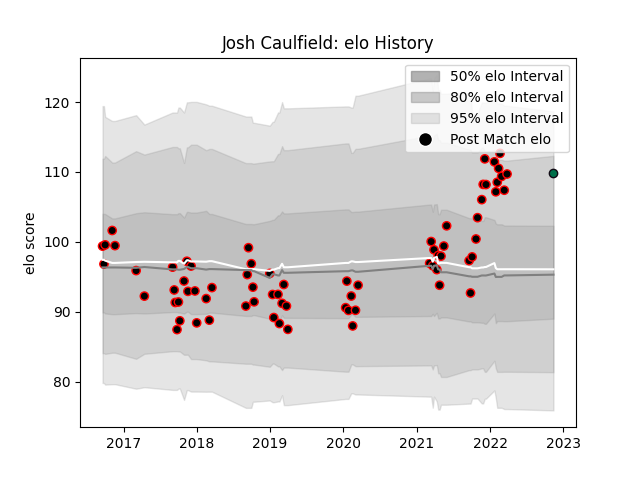 Josh Caulfield: elo History
50% elo Interval
80% elo Interval
95% elo Interval
Post Match elo
elo score
120
110
100
90
80
2017
2018
2019
2020
2021
2022
2023